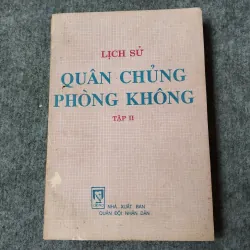 LỊCH SỬ
QUÂN CHỦNG
PHÒNG KHÔNG
TẬP II
NHÀ XUẤT BẢN
QUÂN ĐỘI NHÂN DÂN